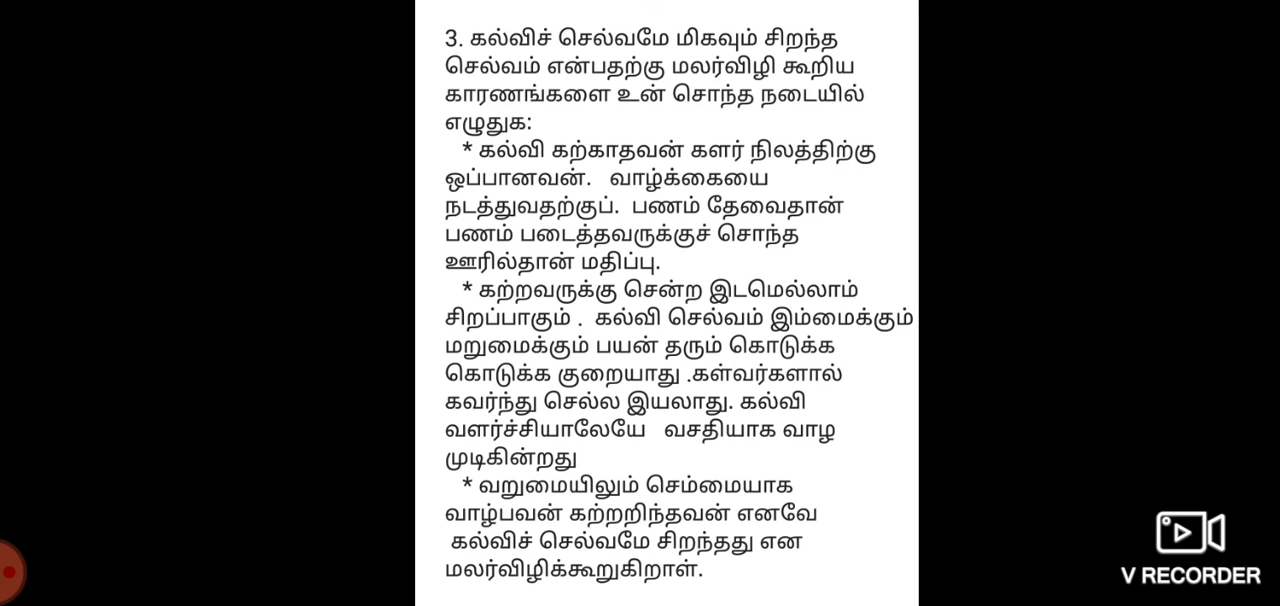 3. கல்விச் செல்வமே மிகவும் சிறந்த
செல்வம் என்பதற்கு மலர்விழி கூறிய
காரணங்களை உன் சொந்த நடையில்
எழுதுக:
* கல்வி கற்காதவன் களர் நிலத்திற்கு
ஒப்பானவன். வாழ்க்கையை
நடத்துவதற்குப். பணம் தேவைதான்
பணம் படைத்தவருக்குச் சொந்த
ஊரில்தான் மதிப்பு.
* கற்றவருக்கு சென்ற இடமெல்லாம்
சிறப்பாகும் . கல்வி செல்வம் இம்மைக்கும்
மறுமைக்கும் பயன் தரும் கொடுக்க
கொடுக்க குறையாது .கள்வர்களால்
கவர்ந்து செல்ல இயலாது. கல்வி
வளர்ச்சியாலேயே வசதியாக வாழ
முடிகின்றது
* வறுமையிலும் செம்மையாக
வாழ்பவன் கற்றறிந்தவன் எனவே
கல்விச் செல்வமே சிறந்தது என
மலர்விழிக்கூறுகிறாள்.
V RECORDER